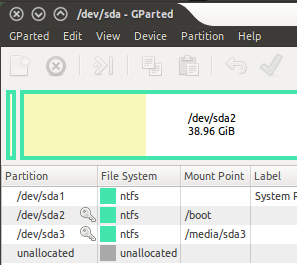 /dev/sda - GParted
GParted Edit View Device Partition Help
/dev/sda2
38.96 GiB
Partition File System Mount Point Label
/dev/sda1 ntfs System R
/dev/sda2 ntfs /boot
/dev/sda3 ntfs /media/sda3
unallocated unallocated